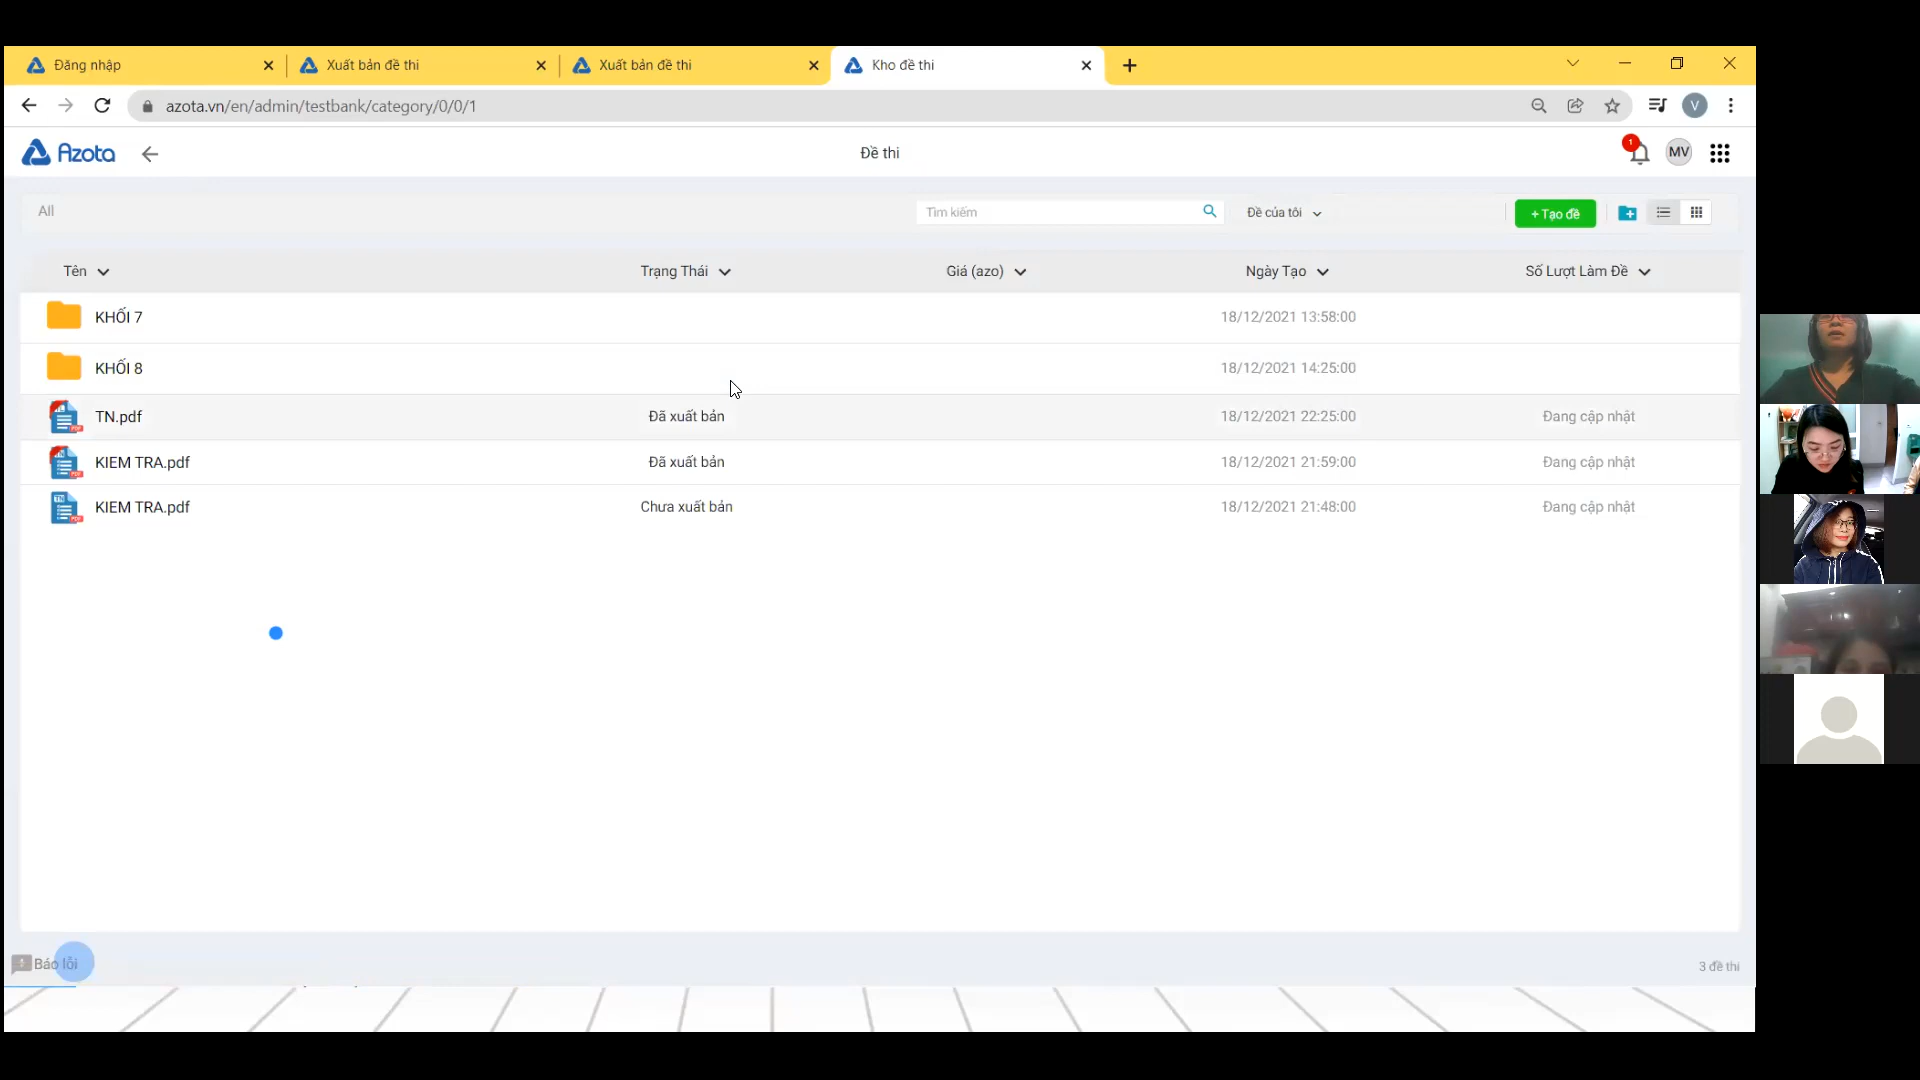 Đăng nhập
Xuất bản đề thi
Xuất bản đề thi
Kho đề thi
azota.vn/en/admin/testbank/category/0/0/1
V
Azota
Đề thi
1
MV
All
Tìm kiếm
Đề của tôi
+ Tạo đề
Tên
Trạng Thái
Giá (azo)
Ngày Tạo
Số Lượt Làm Đề
KHỐI 7
18/12/2021 13:58:00
KHỐI 8
18/12/2021 14:25:00
TN.pdf
Đã xuất bản
18/12/2021 22:25:00
Đang cập nhật
KIEM TRA.pdf
Đã xuất bản
18/12/2021 21:59:00
Đang cập nhật
KIEM TRA.pdf
Chưa xuất bản
18/12/2021 21:48:00
Đang cập nhật
Báo lỗi
3 đề thi